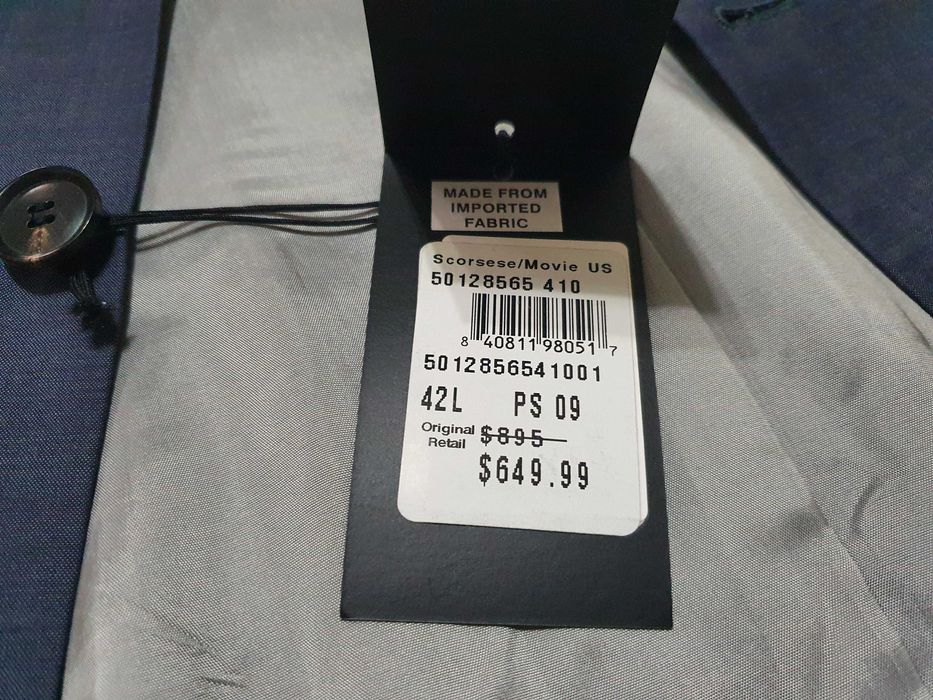 MADE FROM
IMPORTED
FABRIC
Scorsese/Movie US
50128565 410
8 40811 98051 7
5012856541001
42L PS 09
Original
Retail $895
$649.99